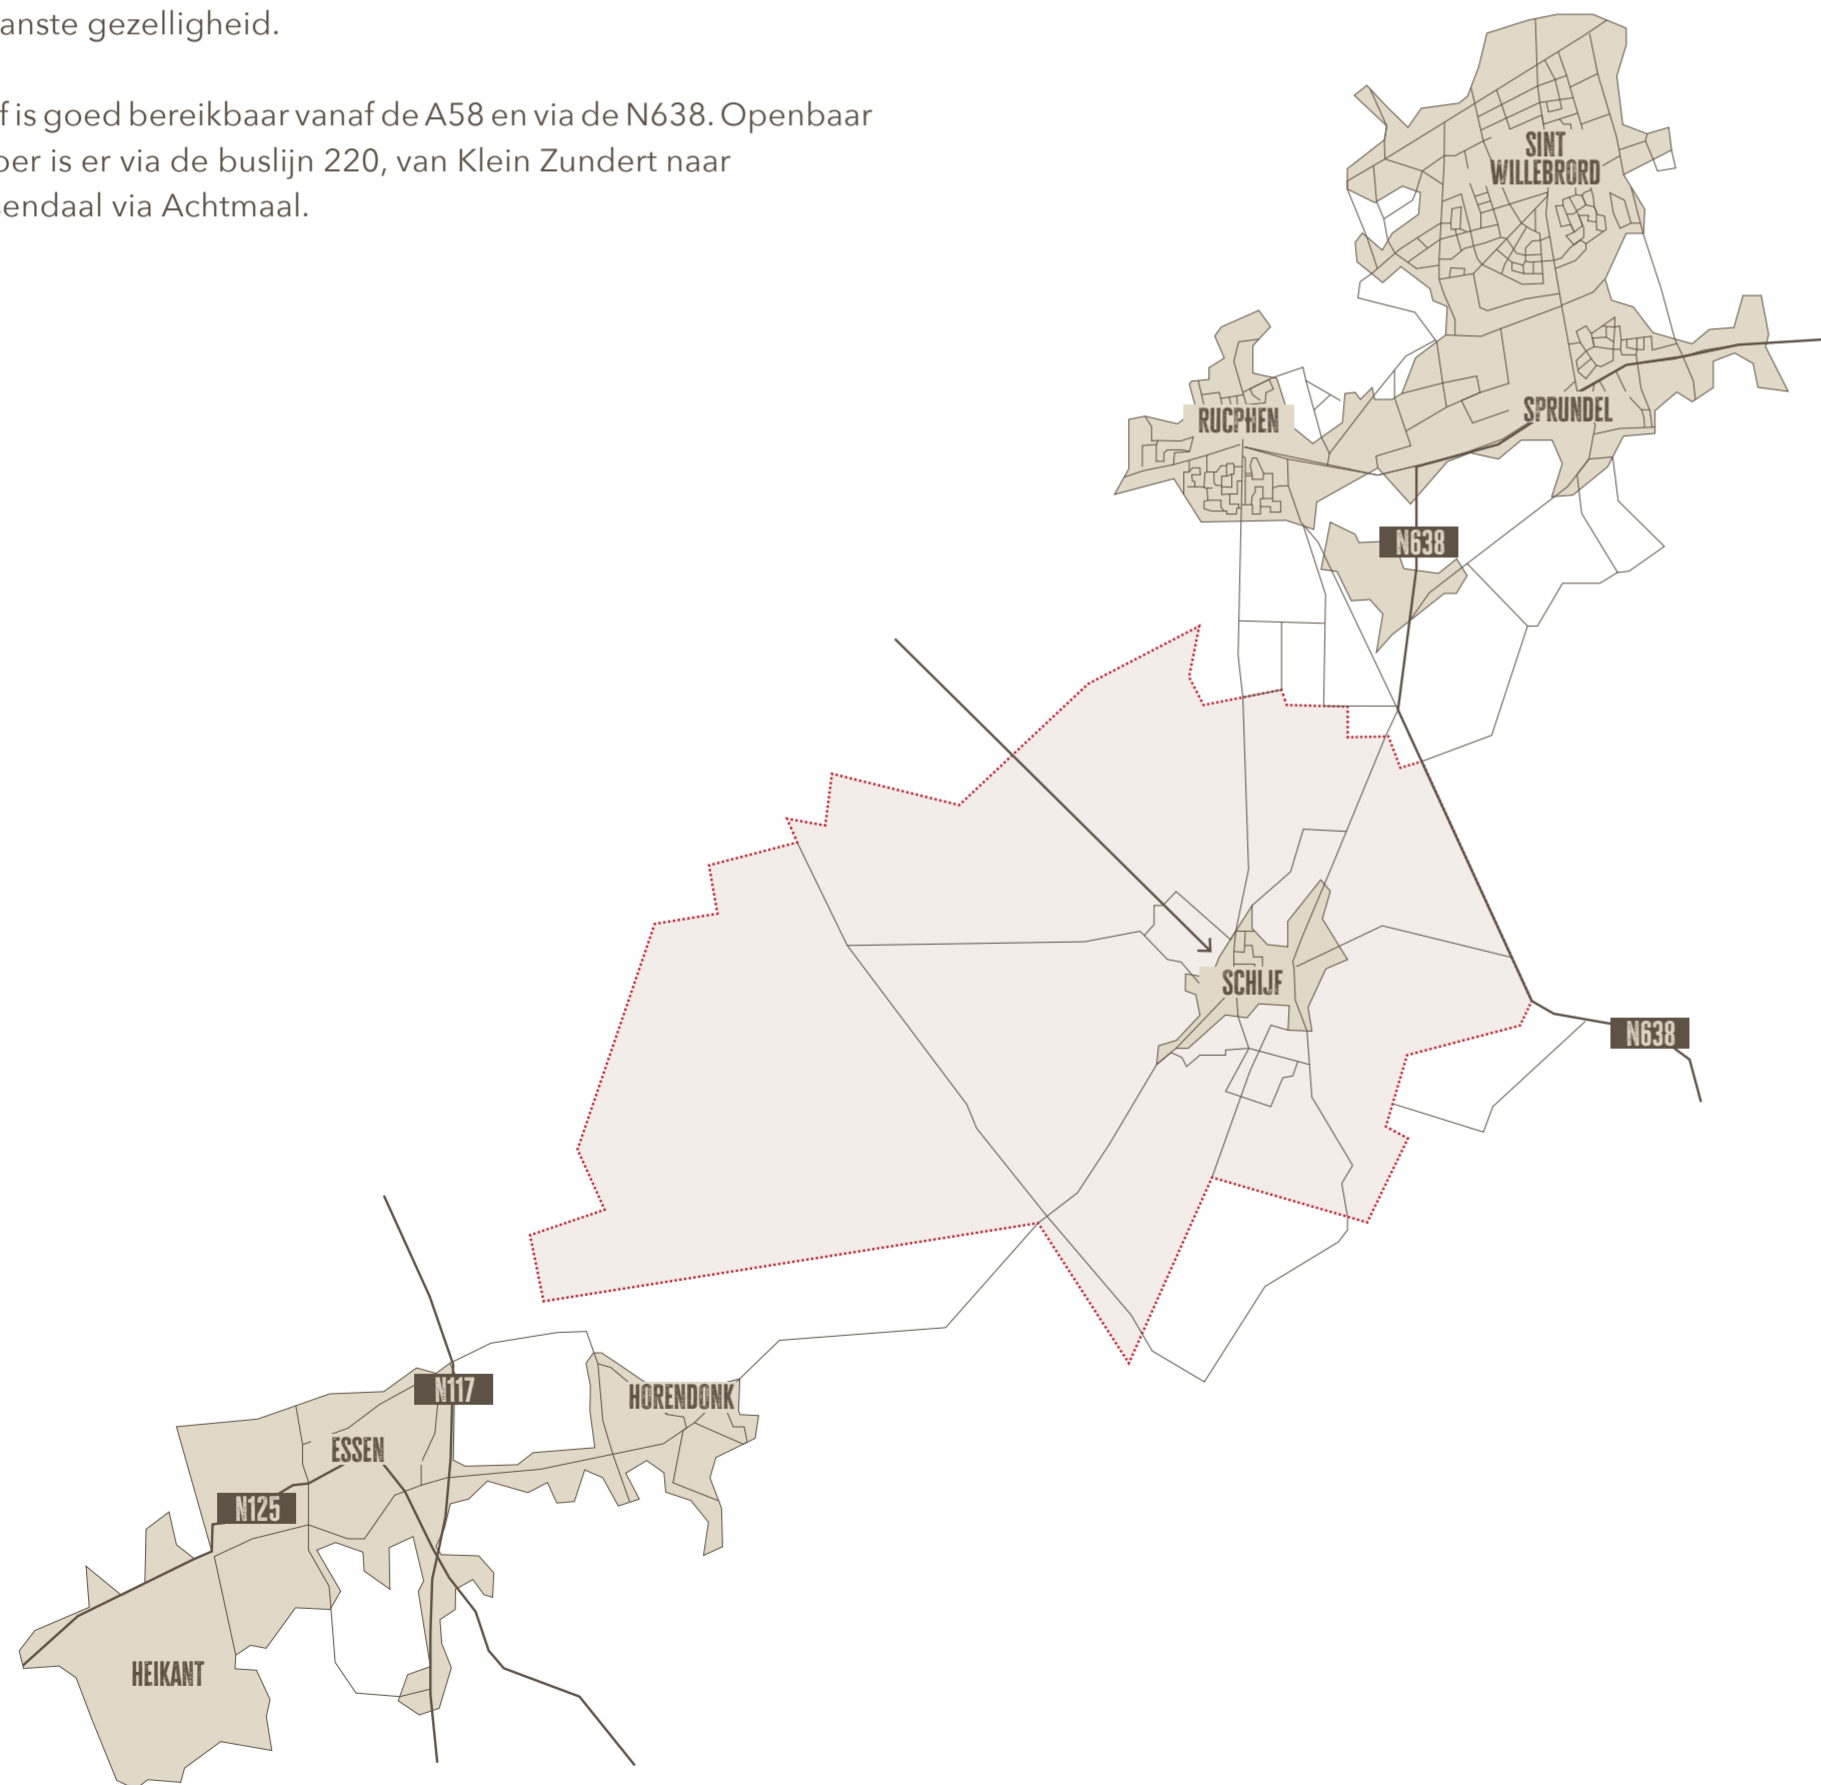 anste gezelligheid.
f is goed bereikbaar vanaf de A58 en via de N638. Openbaar
oer is er via de buslijn 220, van Klein Zundert naar
endaal via Achtmaal.
SINT
WILLEBRORD
RUCPHEN
SPRUNDEL
N638
SCHIJF
N638
N117
HORENDONK
ESSEN
N125
HEIKANT